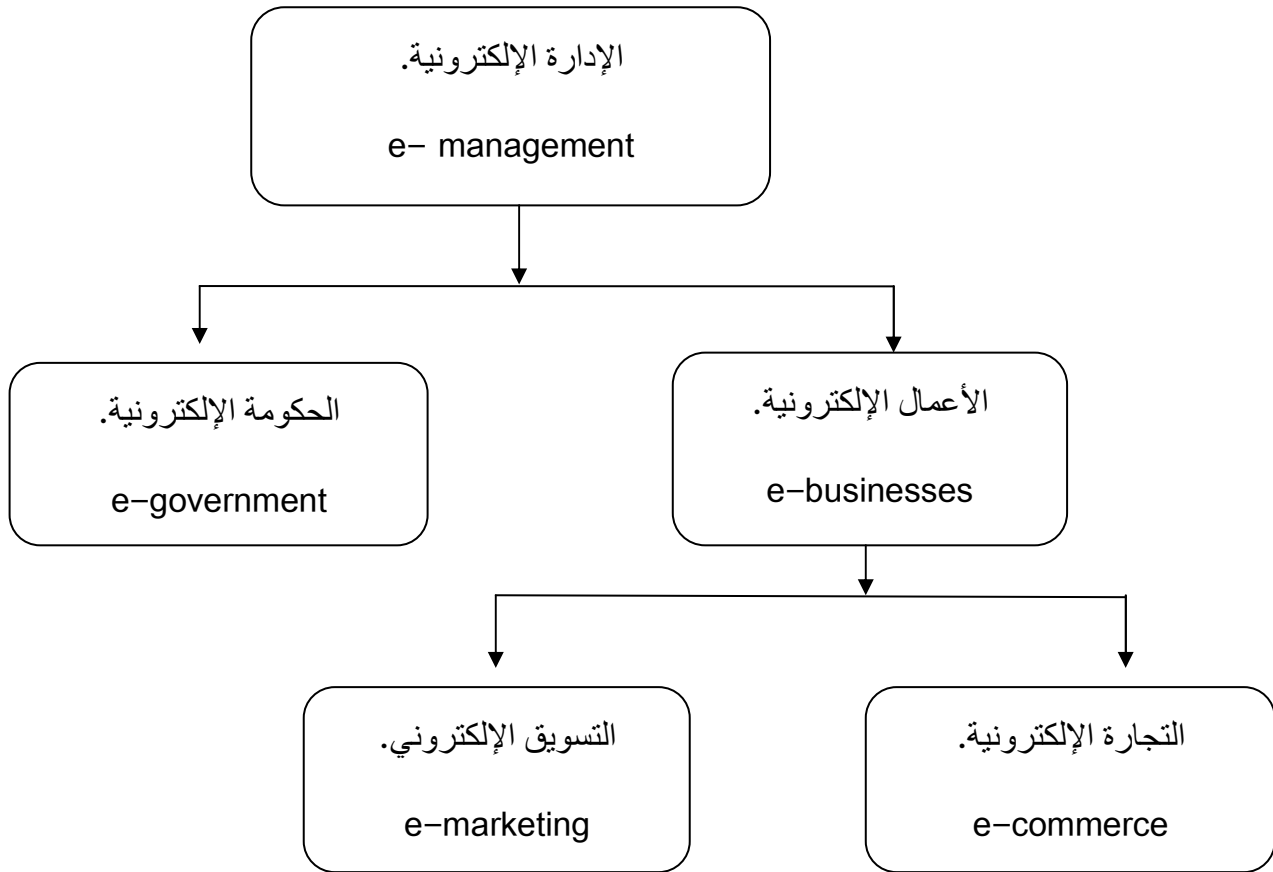 الإدارة الإلكترونية.
e– management
الأعمال الإلكترونية.
e–businesses
الحكومة الإلكترونية.
e–government
التجارة الإلكترونية.
e–commerce
التسويق الإلكتروني.
e–marketing